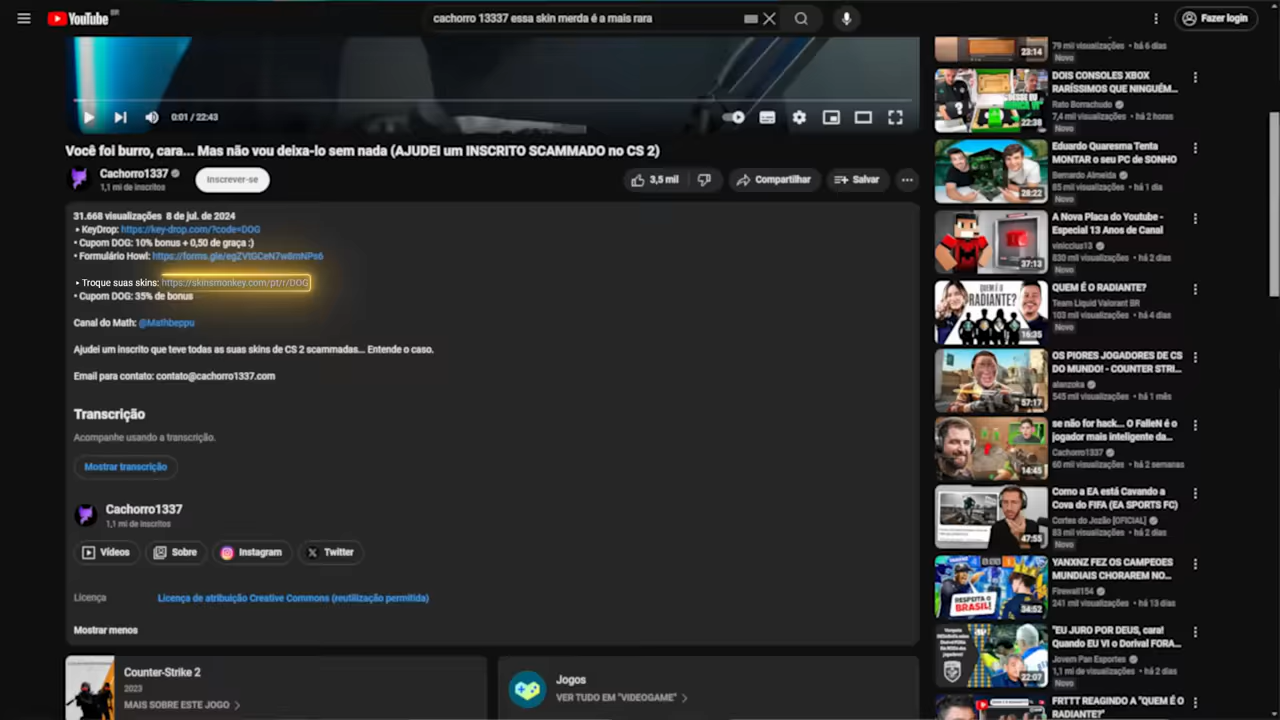 YouTube BR
cachorro 13337 essa skin merda é a mais rara
Fazer login
0:01 / 22:43
Você foi burro, cara... Mas não vou deixa-lo sem nada (AJUDEI um INSCRITO SCAMMADO no CS 2)
Cachorro1337
1,1 mi de inscritos
Inscrever-se
3,5 mil
Compartilhar
Salvar
31.668 visualizações 8 de jul. de 2024
• KeyDrop: https://key-drop.com/?code=DOG
• Cupom DOG: 10% bonus + 0,50 de graça :)
• Formulário Howl: https://forms.gle/egZVtGCeN7w8mNPs6
• Troque suas skins: https://skinsmonkey.com/pt/r/DOG
• Cupom DOG: 35% de bonus
Canal do Math: @Mathbeppu
Ajudei um inscrito que teve todas as suas skins de CS 2 scammadas... Entende o caso.
Email para contato: contato@cachorro1337.com
Transcrição
Acompanhe usando a transcrição.
Mostrar transcrição
Cachorro1337
1,1 mi de inscritos
Vídeos
Sobre
Instagram
Twitter
Licença
Licença de atribuição Creative Commons (reutilização permitida)
Mostrar menos
Counter-Strike 2
2023
MAIS SOBRE ESTE JOGO
Jogos
VER TUDO EM "VIDEOGAME"
23:14
79 mil visualizações • há 6 dias
Novo
22:38
DOIS CONSOLES XBOX
RARÍSSIMOS QUE NINGUÉM...
Rato Borrachudo
7,4 mi visualizações • há 2 horas
Novo
28:22
Eduardo Quaresma Tenta
MONTAR o seu PC de SONHO
Bernardo Almeida
65 mil visualizações • há 1 dia
Novo
37:13
A Nova Placa do Youtube -
Especial 13 Anos de Canal
viniccius13
830 mil visualizações • há 2 dias
Novo
QUEM É O
RADIANTE?
16:35
QUEM É O RADIANTE?
Team Liquid Valorant BR
103 mil visualizações • há 4 dias
Novo
57:17
OS PIORES JOGADORES DE CS
DO MUNDO! - COUNTER STRI...
alanzoka
545 mil visualizações • há 1 mês
14:45
se não for hack... O FalleN é o
jogador mais inteligente da...
Cachorro1337
60 mil visualizações • há 2 semanas
47:55
Como a EA está Cavando a
Cova do FIFA (EA SPORTS FC)
Cortes do Jozão [OFICIAL]
83 mil visualizações • há 2 dias
Novo
RESPEITA O
BRASIL!
34:52
YANXNZ FEZ OS CAMPEOES
MUNDIAIS CHORAREM NO...
Firewall154
241 mil visualizações • há 13 dias
22:07
"EU JURO POR DEUS, cara!
Quando EU VI o Dorival FORA...
Jovem Pan Esportes
1,1 mi de visualizações • há 2 dias
Novo
FRTTT REAGINDO A "QUEM É O
RADIANTE?"